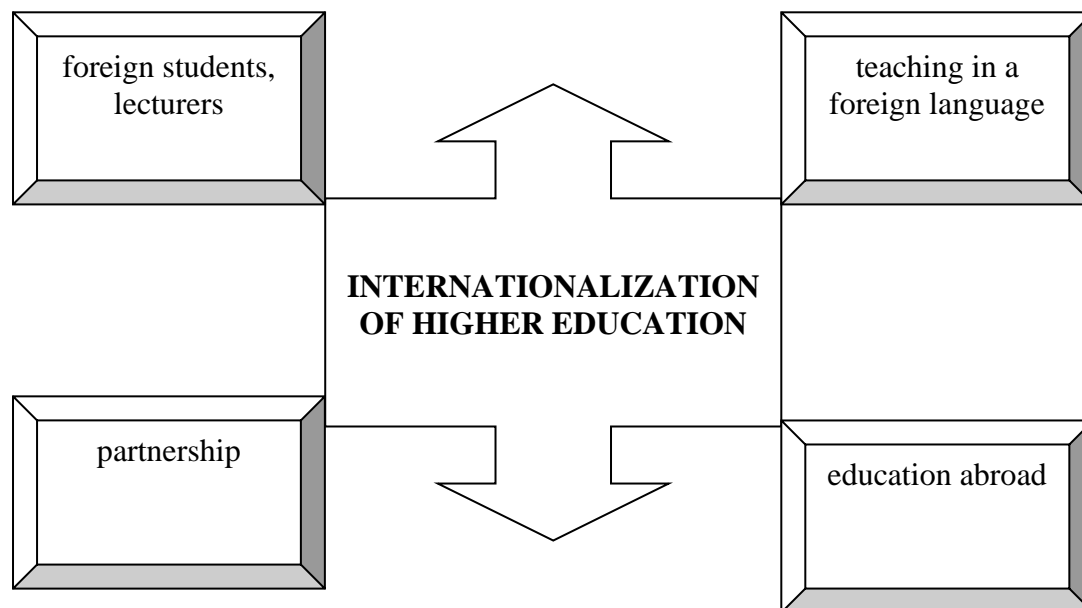 foreign students,
lecturers
teaching in a
foreign language
INTERNATIONALIZATION
OF HIGHER EDUCATION
partnership
education abroad